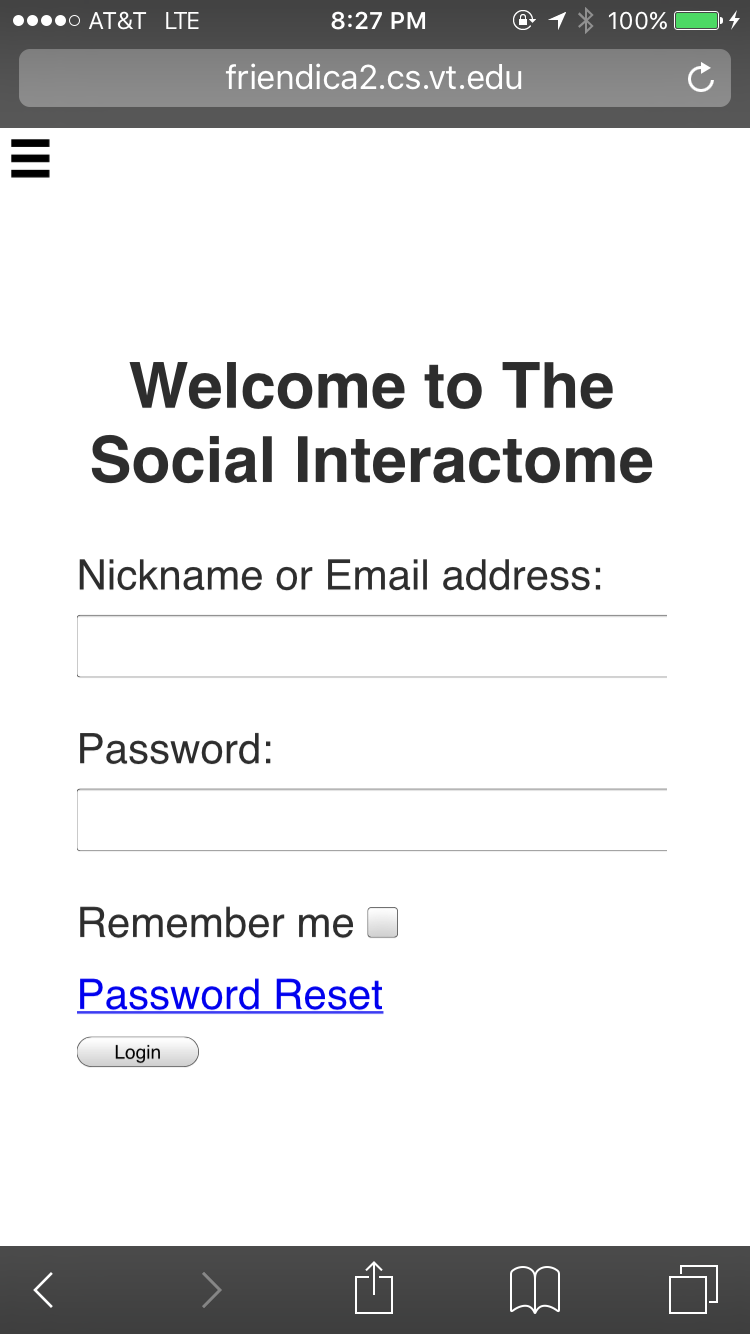 AT&T LTE 8:27 PM 100%
friendica2.cs.vt.edu
Welcome to The
Social Interactome
Nickname or Email address:
Password:
Remember me
Password Reset
Login